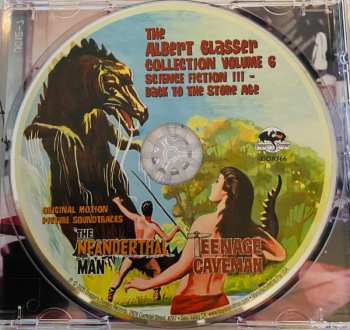 The
Albert Glasser
Collection Volume 6
Science Fiction III -
Back to the Stone Age
Original Motion
Picture Soundtracks
"The
Neanderthal
Man"
Teenage
Caveman